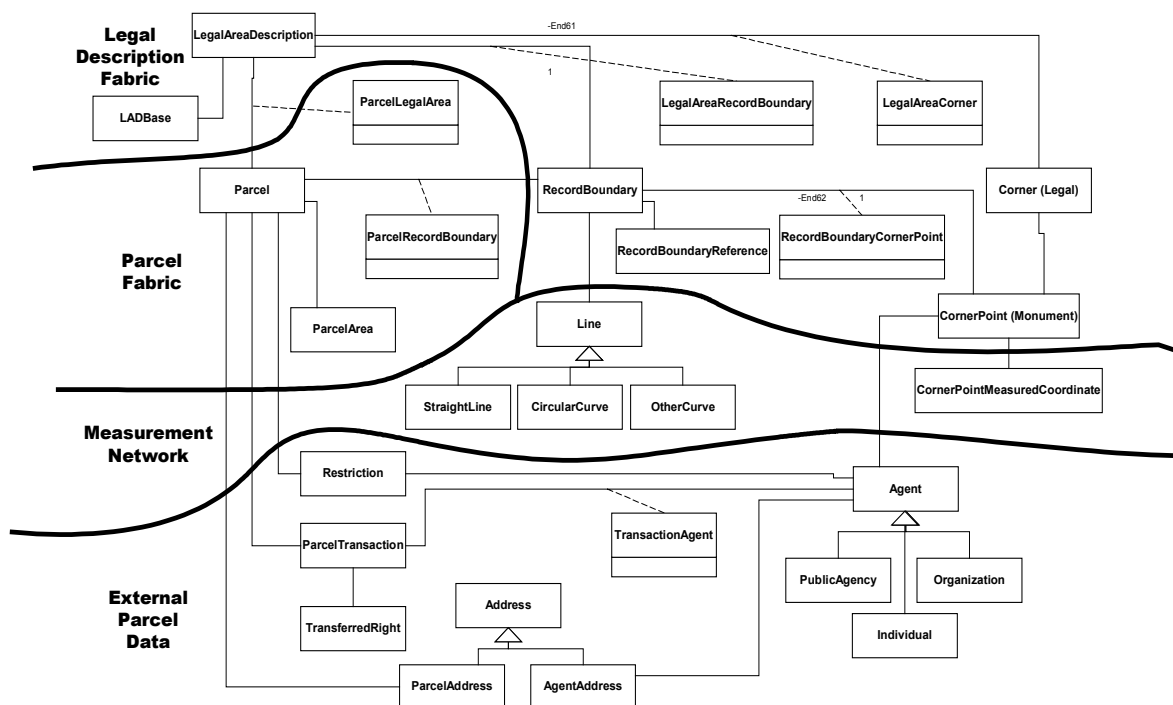 -End61
LegalAreaDescription
Legal
Description
Fabric
1
LADBase
ParcelLegalArea
LegalAreaRecordBoundary
LegalAreaCorner
Parcel
RecordBoundary
Corner (Legal)
-End62
1
ParcelRecordBoundary
RecordBoundaryReference
RecordBoundaryCornerPoint
Parcel
Fabric
ParcelArea
Line
CornerPoint (Monument)
StraightLine
CircularCurve
OtherCurve
CornerPointMeasuredCoordinate
Measurement
Network
Restriction
Agent
ParcelTransaction
TransactionAgent
PublicAgency
Organization
External
Parcel
Data
TransferredRight
Address
Individual
ParcelAddress
AgentAddress